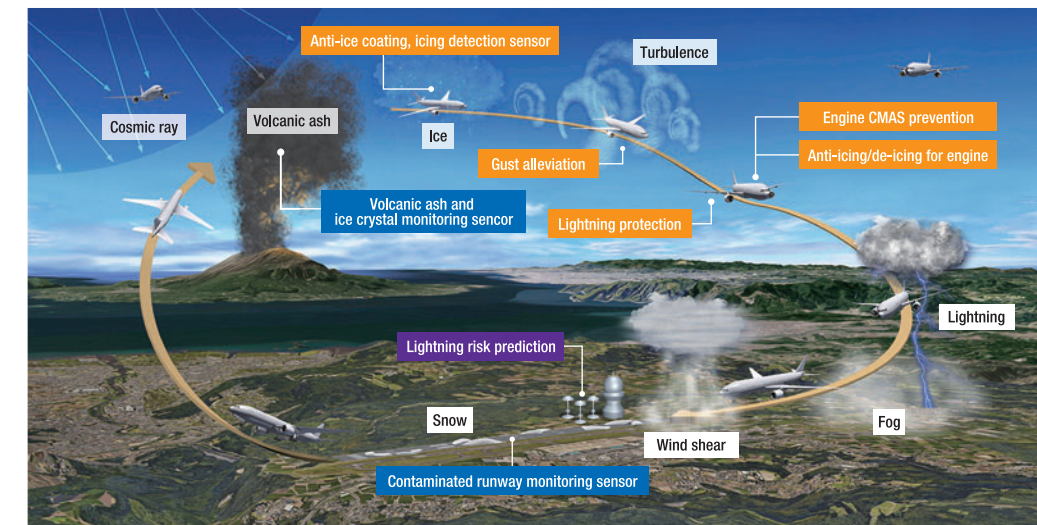 Anti-ice coating, icing detection sensor
Turbulence
Cosmic ray
Volcanic ash
Ice
Engine CMAS prevention
Gust alleviation
Anti-icing/de-icing for engine
Volcanic ash and
ice crystal monitoring sencor
Lightning protection
Lightning
Lightning risk prediction
Snow
Fog
Wind shear
Contaminated runway monitoring sensor